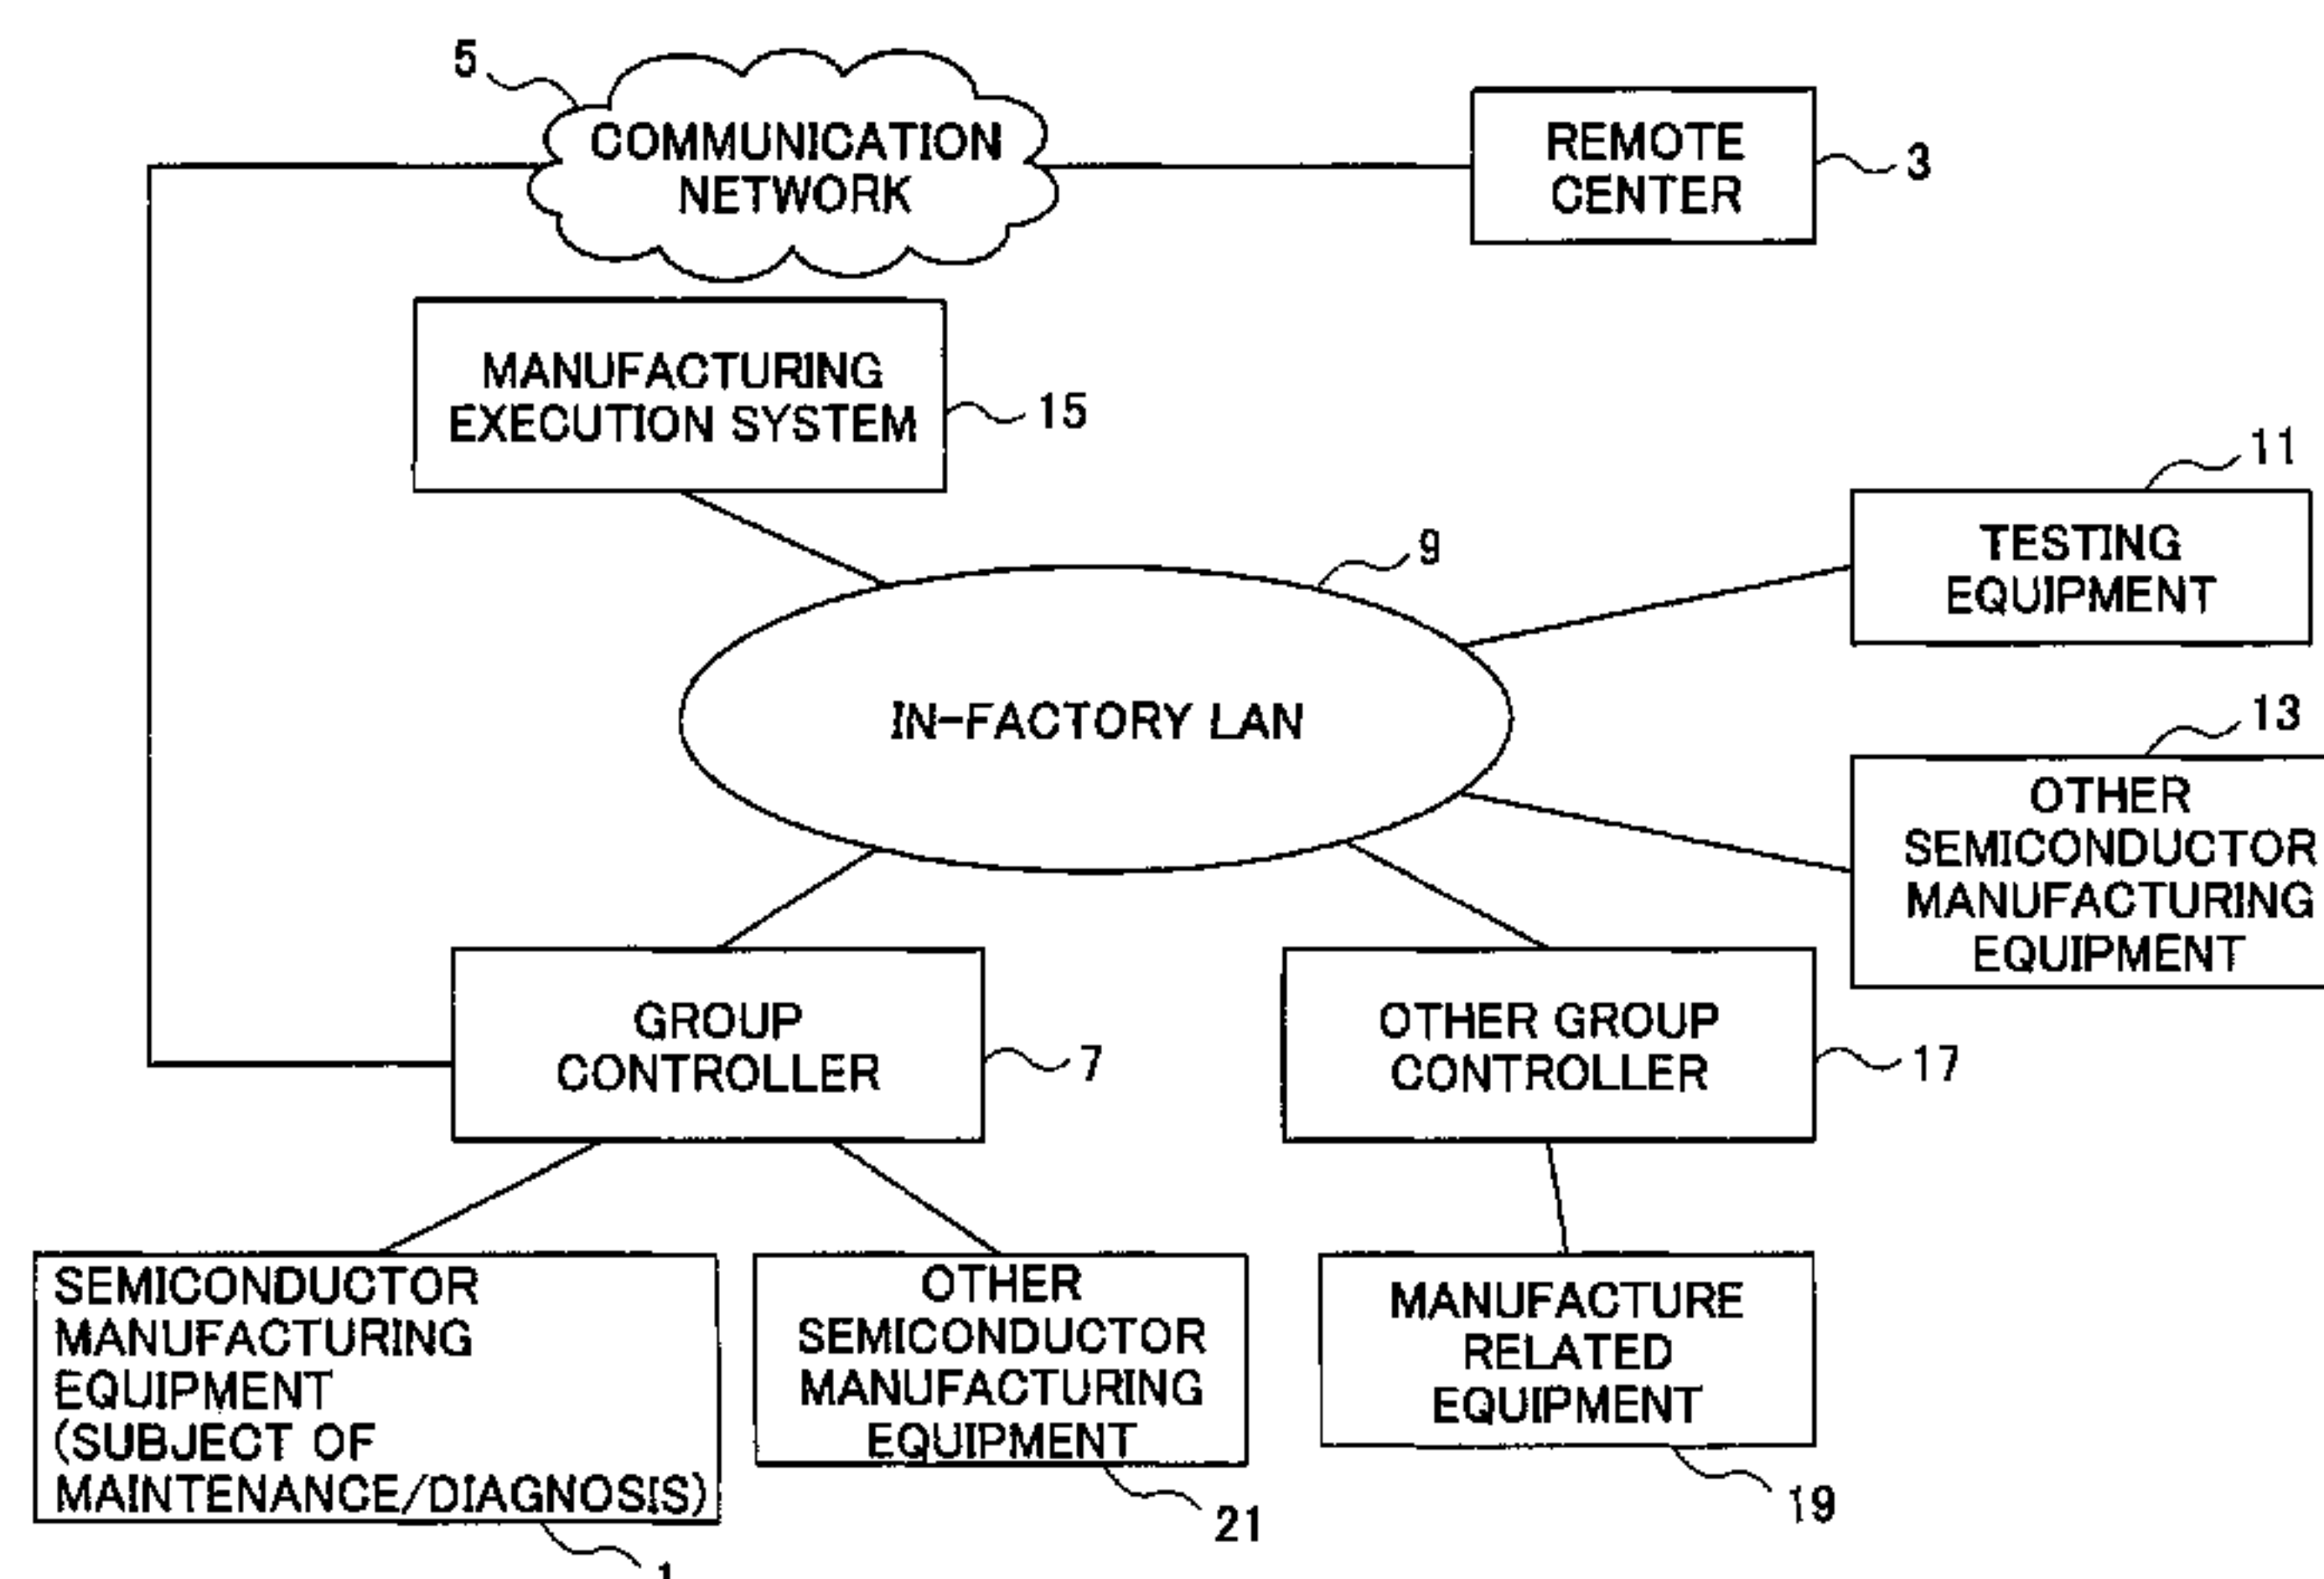 5
COMMUNICATION
NETWORK
REMOTE
CENTER
3
MANUFACTURING
EXECUTION SYSTEM
15
11
TESTING
EQUIPMENT
9
IN-FACTORY LAN
13
OTHER
SEMICONDUCTOR
MANUFACTURING
EQUIPMENT
GROUP
CONTROLLER
7
OTHER GROUP
CONTROLLER
17
SEMICONDUCTOR
MANUFACTURING
EQUIPMENT
(SUBJECT OF
MAINTENANCE/DIAGNOSIS)
1
OTHER
SEMICONDUCTOR
MANUFACTURING
EQUIPMENT
21
MANUFACTURE
RELATED
EQUIPMENT
19